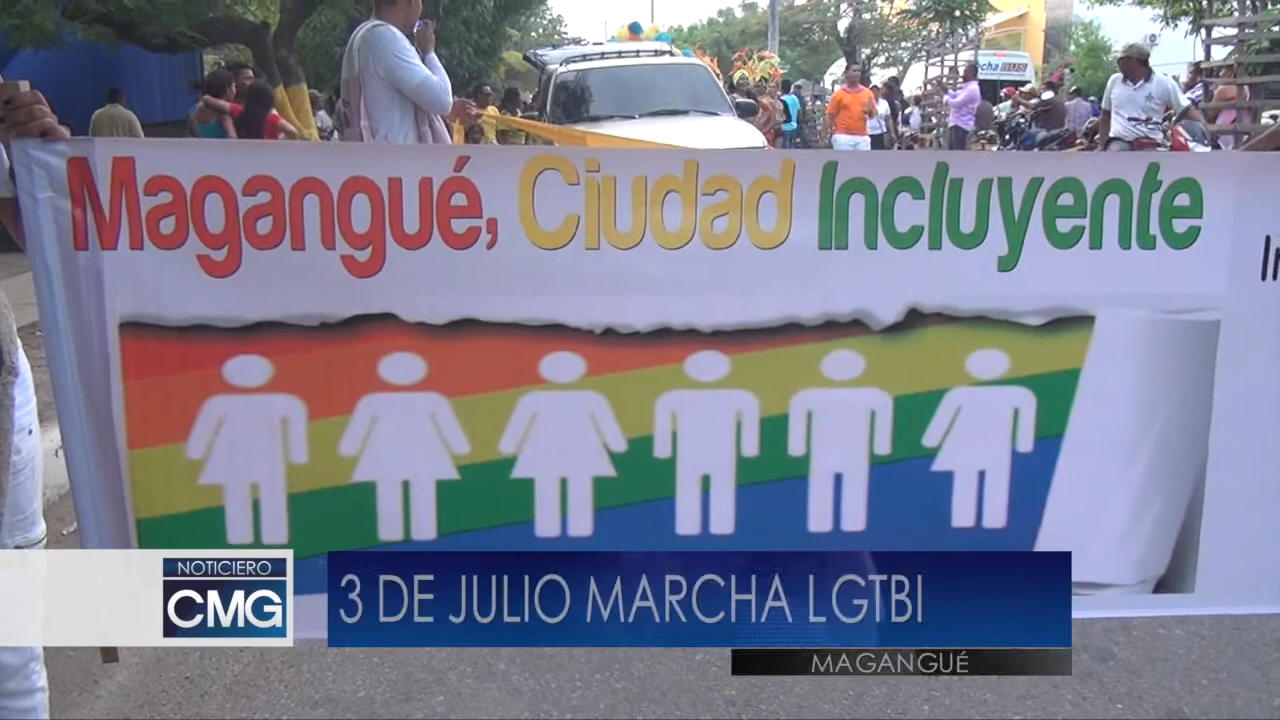 Magangué, Ciudad Incluyente
NOTICIERO
CMG
3 DE JULIO MARCHA LGTBI
MAGANGUÉ